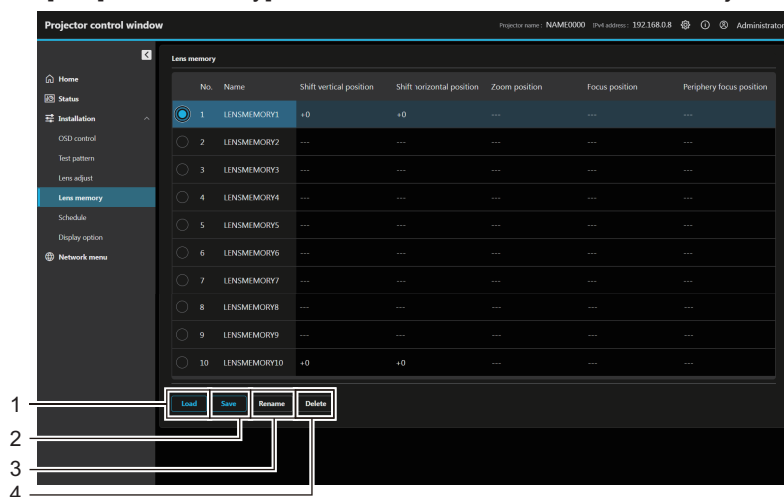 Projector control window Projector name : NAME0000 IPv4 address : 192.168.0.8 Administrator
Home
Status
Installation
OSD control
Test pattern
Lens adjust
Lens memory
Schedule
Display option
Network menu
Lens memory
No. Name Shift vertical position Shift horizontal position Zoom position Focus position Periphery focus position
1 LENSMEMORY1 +0 +0 --- --- ---
2 LENSMEMORY2 --- --- --- --- ---
3 LENSMEMORY3 --- --- --- --- ---
4 LENSMEMORY4 --- --- --- --- ---
5 LENSMEMORY5 --- --- --- --- ---
6 LENSMEMORY6 --- --- --- --- ---
7 LENSMEMORY7 --- --- --- --- ---
8 LENSMEMORY8 --- --- --- --- ---
9 LENSMEMORY9 --- --- --- --- ---
10 LENSMEMORY10 +0 +0 --- --- ---
Load Save Rename Delete
1
2
3
4